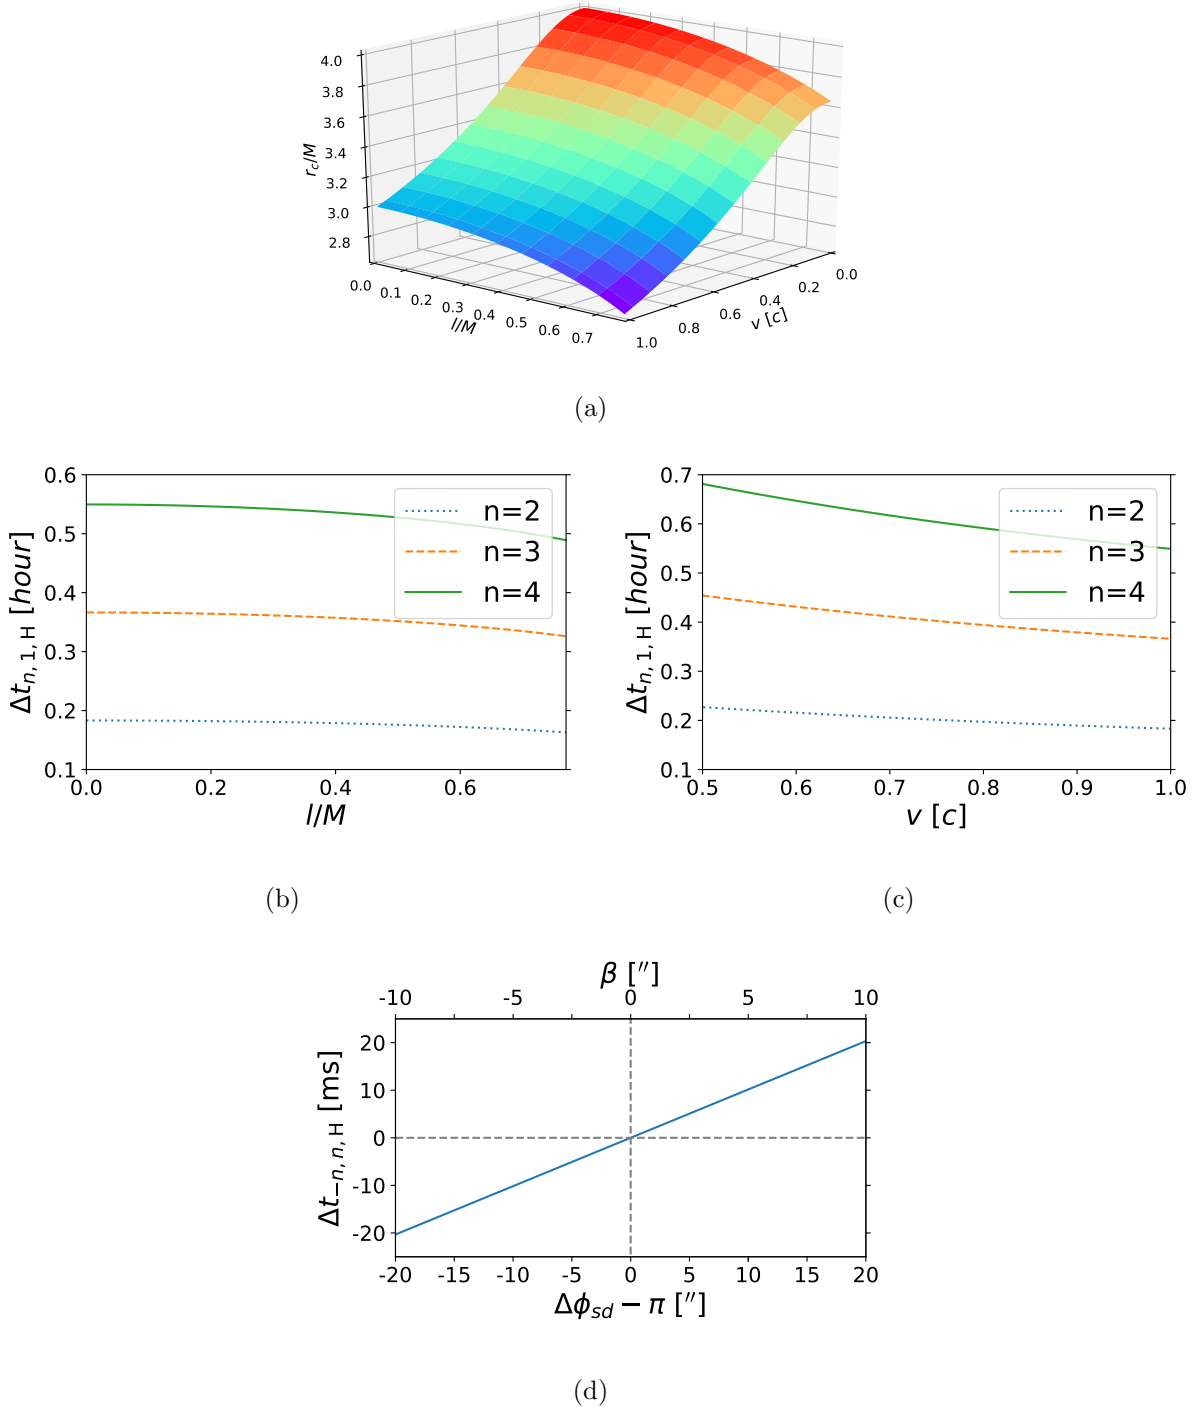 4.0
3.8
3.6
3.4
3.2
3.0
2.8
r_c/M
0.0 0.1 0.2 0.3 0.4 0.5 0.6 0.7
l/M
1.0 0.8 0.6 0.4 0.2 0.0
v [c]
(a)
0.6
0.5
0.4
0.3
0.2
0.1
Δt_{n, 1, H} [hour]
n=2
n=3
n=4
0.0 0.2 0.4 0.6
l/M
(b)
0.7
0.6
0.5
0.4
0.3
0.2
0.1
Δt_{n, 1, H} [hour]
n=2
n=3
n=4
0.5 0.6 0.7 0.8 0.9 1.0
v [c]
(c)
β [″]
-10 -5 0 5 10
20
10
0
-10
-20
Δt_{−n, n, H} [ms]
-20 -15 -10 -5 0 5 10 15 20
Δϕ_{sd} − π [″]
(d)